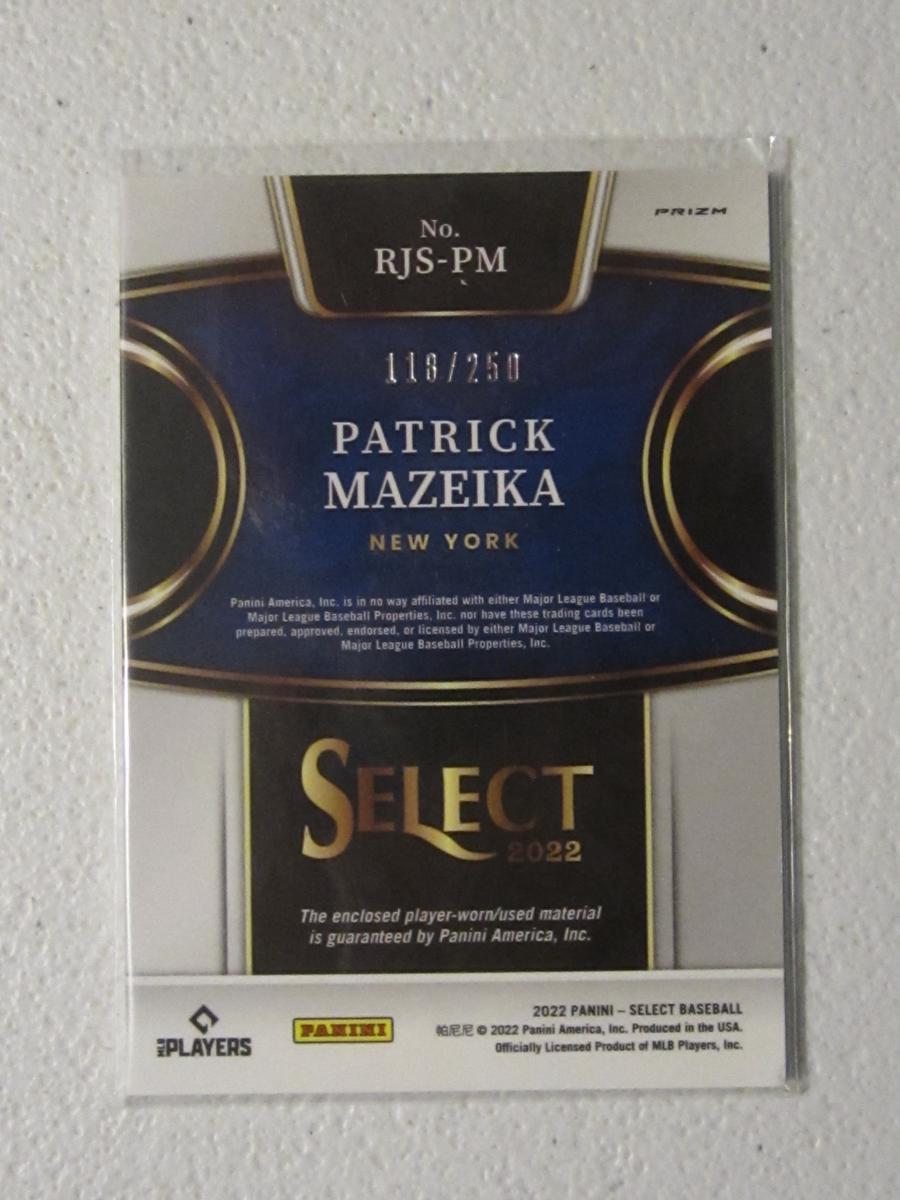 PRIZM
No.
RJS-PM
118/250
PATRICK
MAZEIKA
NEW YORK
Panini America, Inc. is in no way affiliated with either Major League Baseball or
Major League Baseball Properties, Inc. nor have these trading cards been
prepared, approved, endorsed, or licensed by either Major League Baseball or
Major League Baseball Properties, Inc.
SELECT
2022
The enclosed player-worn/used material
is guaranteed by Panini America, Inc.
MLB PLAYERS
PANINI
2022 PANINI – SELECT BASEBALL
帕尼尼 © 2022 Panini America, Inc. Produced in the USA.
Officially Licensed Product of MLB Players, Inc.